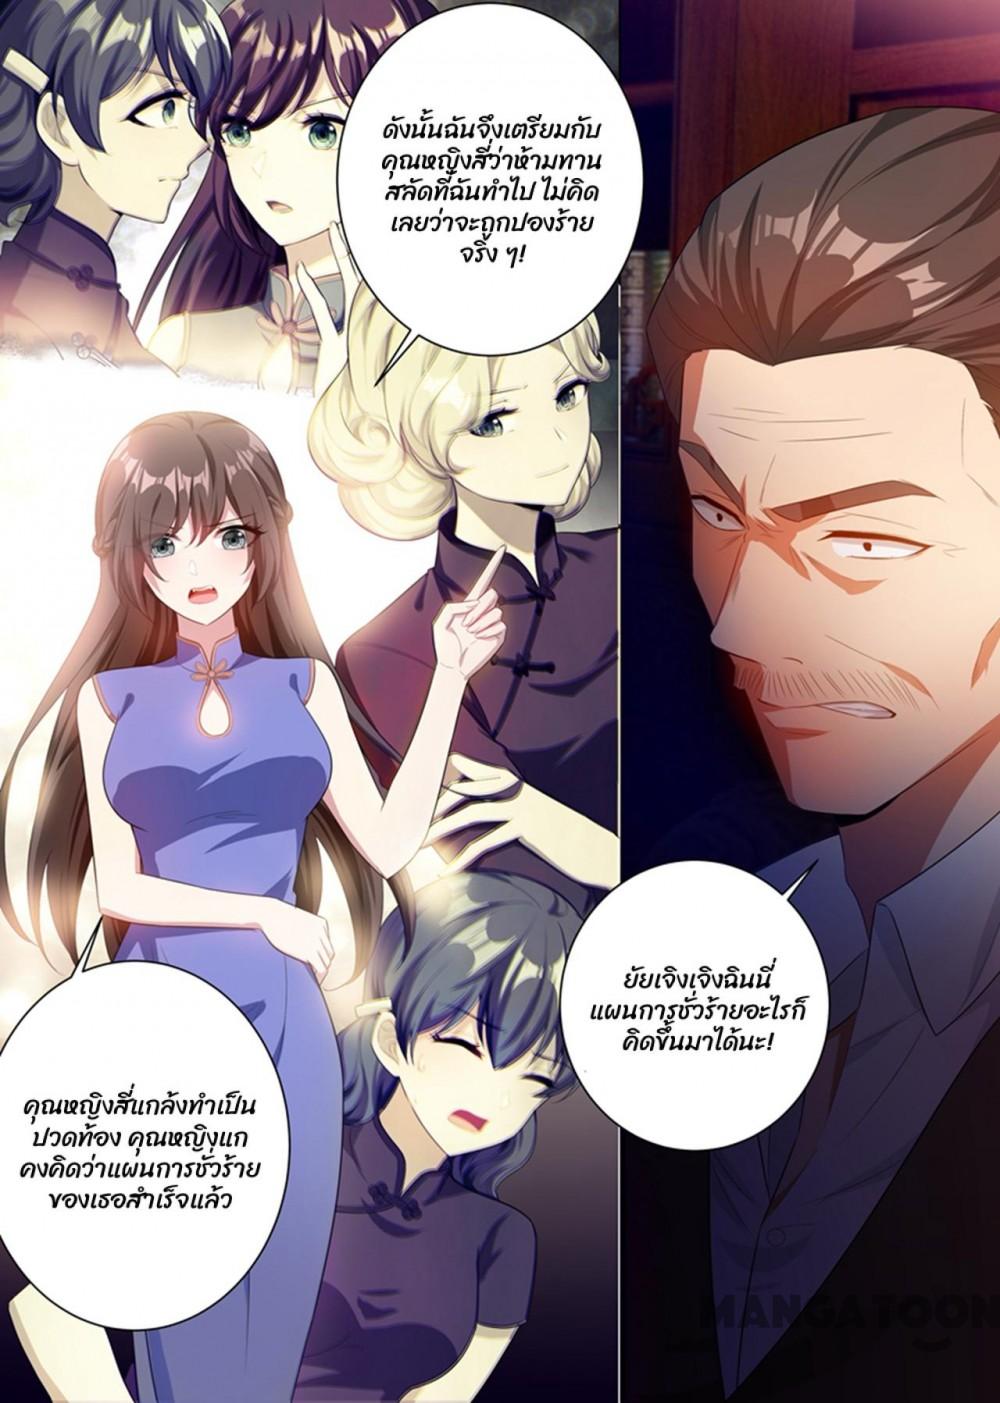 ดังนั้นฉันจึงเตรียมกับ
คุณหญิงสี่ว่าห้ามทาน
สลัดที่ฉันทำไป ไม่คิด
เลยว่าจะถูกปองร้าย
จริง ๆ!
คุณหญิงสี่แกล้งทำเป็น
ปวดท้อง คุณหญิงแก
คงคิดว่าแผนการชั่วร้าย
ของเธอสำเร็จแล้ว
ยัยเจิงเจิงฉินนี่
แผนการชั่วร้ายอะไรก็
คิดขึ้นมาได้นะ!
MANGATOON